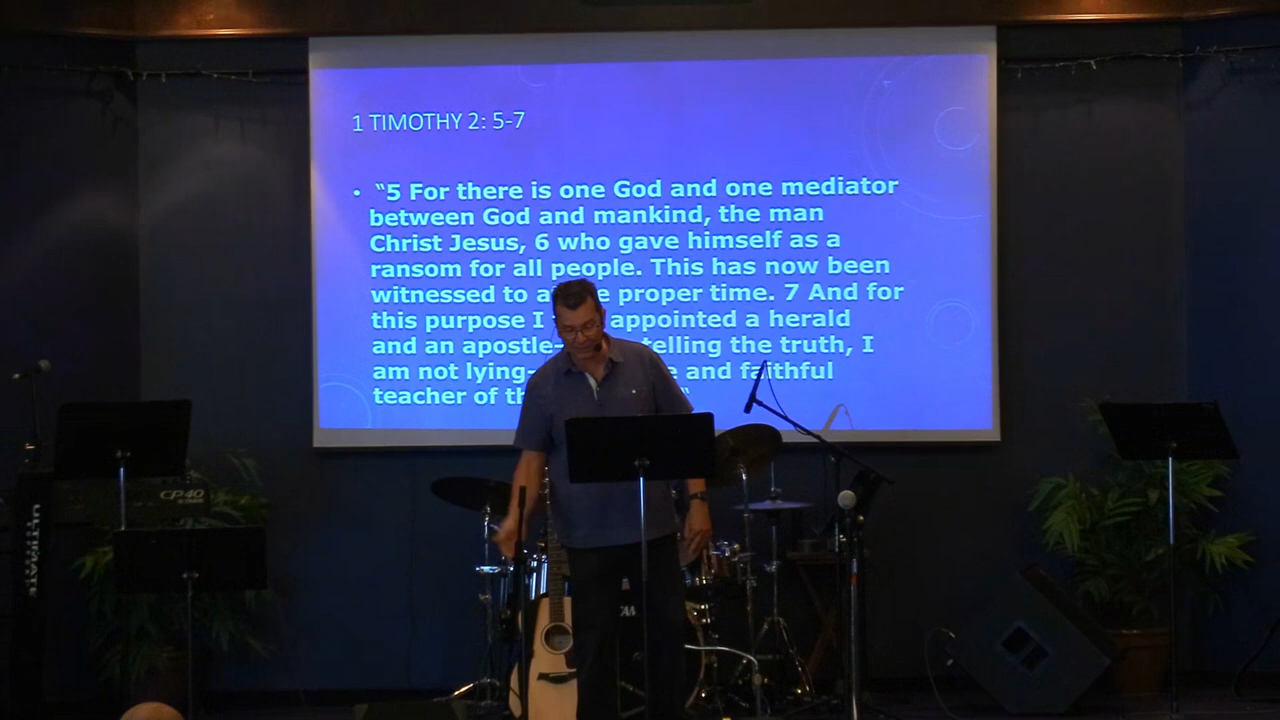 1 TIMOTHY 2: 5-7
• “5 For there is one God and one mediator
between God and mankind, the man
Christ Jesus, 6 who gave himself as a
ransom for all people. This has now been
witnessed to proper time. 7 And for
this purpose I appointed a herald
and an apostle- telling the truth, I
am not lying- and faithful
teacher of
CP40
ULTIMATE